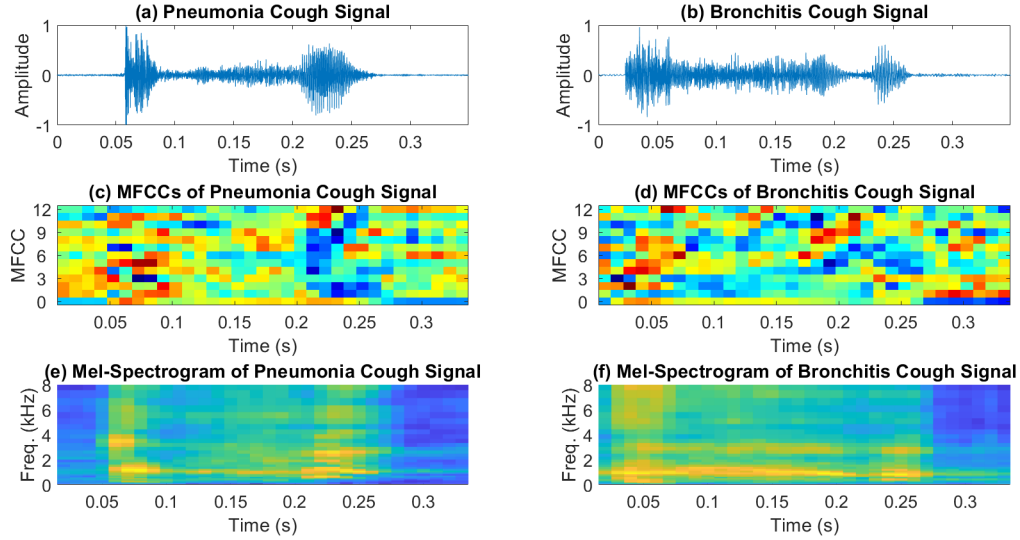 (a) Pneumonia Cough Signal
Amplitude
1
0
-1
0 0.05 0.1 0.15 0.2 0.25 0.3
Time (s)
(b) Bronchitis Cough Signal
Amplitude
1
0
-1
0 0.05 0.1 0.15 0.2 0.25 0.3
Time (s)
(c) MFCCs of Pneumonia Cough Signal
MFCC
12
9
6
3
0
0.05 0.1 0.15 0.2 0.25 0.3
Time (s)
(d) MFCCs of Bronchitis Cough Signal
MFCC
12
9
6
3
0
0.05 0.1 0.15 0.2 0.25 0.3
Time (s)
(e) Mel-Spectrogram of Pneumonia Cough Signal
Freq. (kHz)
8
6
4
2
0
0.05 0.1 0.15 0.2 0.25 0.3
Time (s)
(f) Mel-Spectrogram of Bronchitis Cough Signal
Freq. (kHz)
8
6
4
2
0
0.05 0.1 0.15 0.2 0.25 0.3
Time (s)